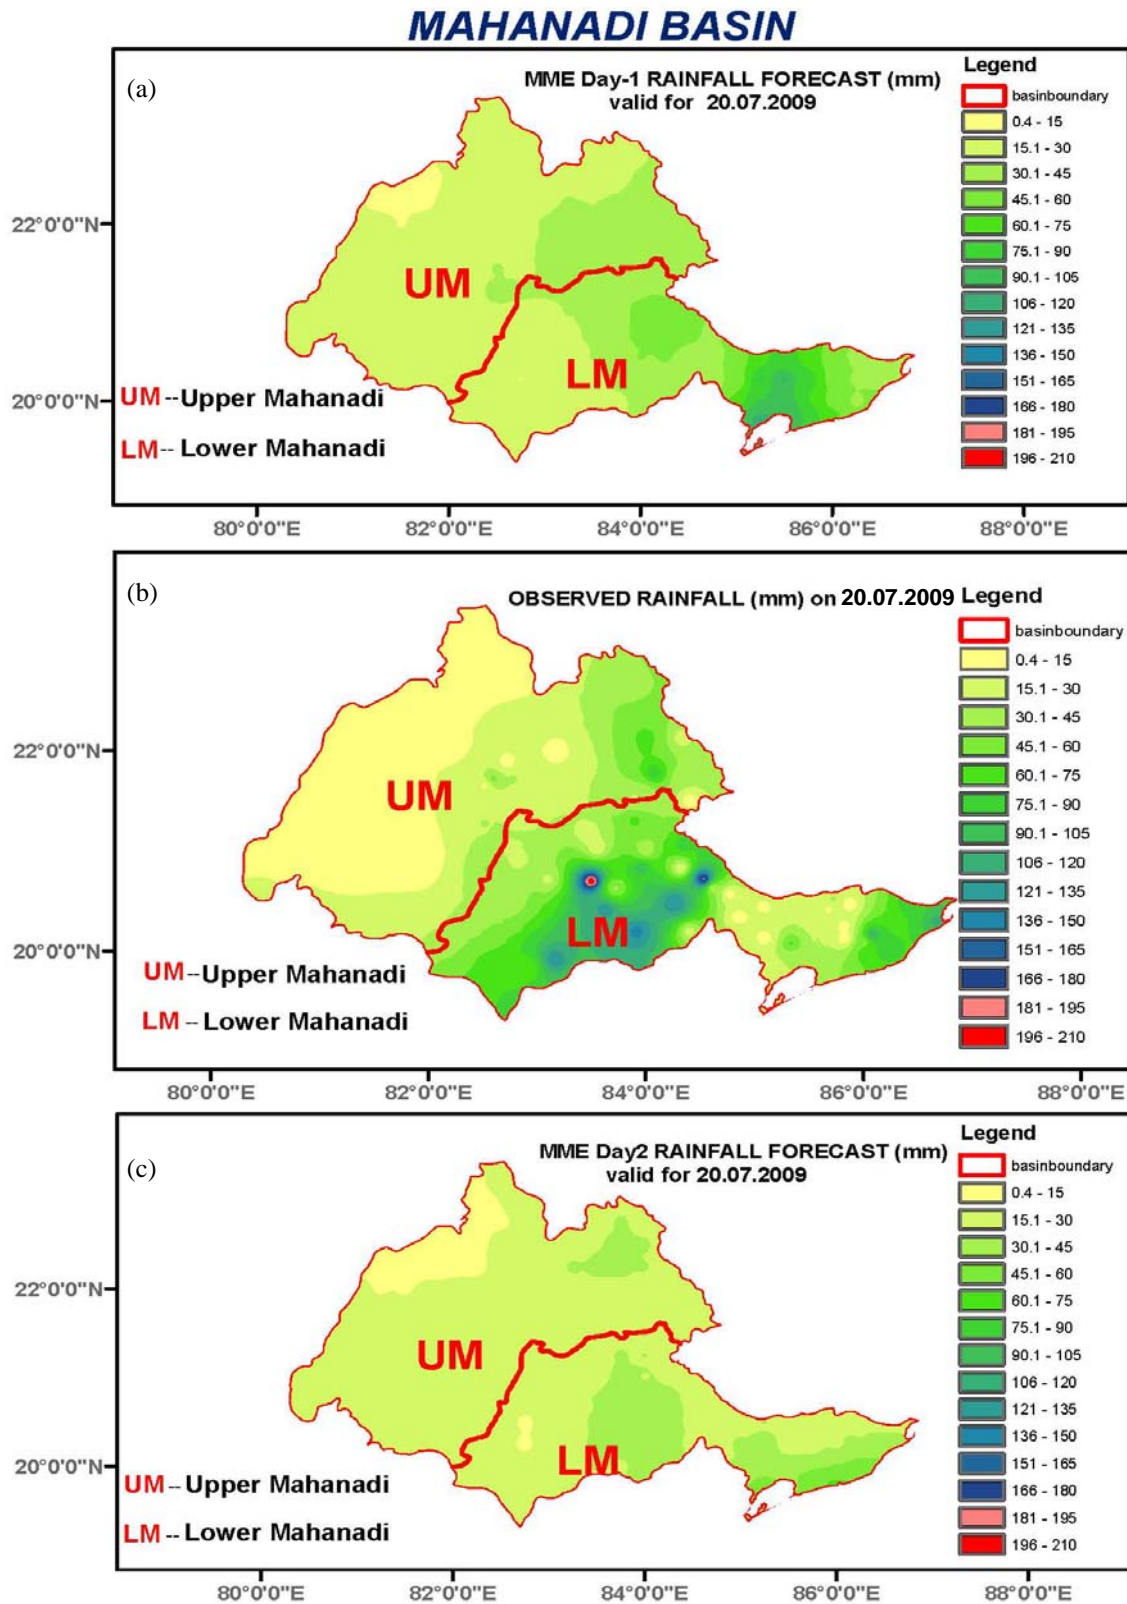 MAHANADI BASIN
(a)
MME Day-1 RAINFALL FORECAST (mm)
valid for 20.07.2009
Legend
basinboundary
0.4 - 15
15.1 - 30
30.1 - 45
45.1 - 60
60.1 - 75
75.1 - 90
90.1 - 105
106 - 120
121 - 135
136 - 150
151 - 165
166 - 180
181 - 195
196 - 210
22°0'0"N
20°0'0"N
UM
LM
UM--Upper Mahanadi
LM-- Lower Mahanadi
80°0'0"E 82°0'0"E 84°0'0"E 86°0'0"E 88°0'0"E
(b)
OBSERVED RAINFALL (mm) on 20.07.2009
Legend
basinboundary
0.4 - 15
15.1 - 30
30.1 - 45
45.1 - 60
60.1 - 75
75.1 - 90
90.1 - 105
106 - 120
121 - 135
136 - 150
151 - 165
166 - 180
181 - 195
196 - 210
22°0'0"N
20°0'0"N
UM
LM
UM--Upper Mahanadi
LM -- Lower Mahanadi
80°0'0"E 82°0'0"E 84°0'0"E 86°0'0"E 88°0'0"E
(c)
MME Day2 RAINFALL FORECAST (mm)
valid for 20.07.2009
Legend
basinboundary
0.4 - 15
15.1 - 30
30.1 - 45
45.1 - 60
60.1 - 75
75.1 - 90
90.1 - 105
106 - 120
121 - 135
136 - 150
151 - 165
166 - 180
181 - 195
196 - 210
22°0'0"N
20°0'0"N
UM
LM
UM -- Upper Mahanadi
LM -- Lower Mahanadi
80°0'0"E 82°0'0"E 84°0'0"E 86°0'0"E 88°0'0"E